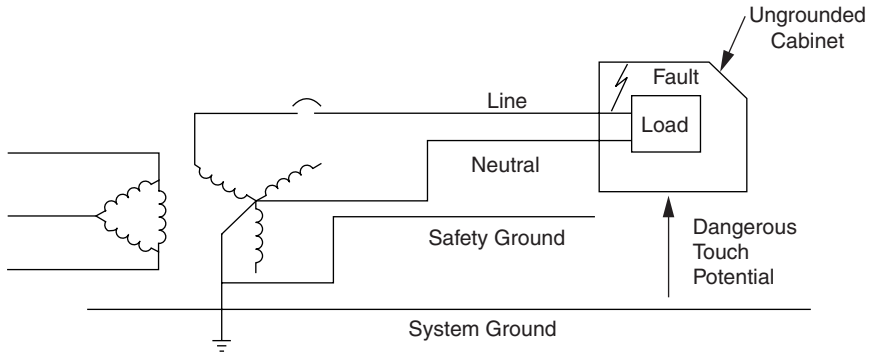 Ungrounded
Cabinet
Fault
Line
Load
Neutral
Safety Ground
Dangerous
Touch
Potential
System Ground